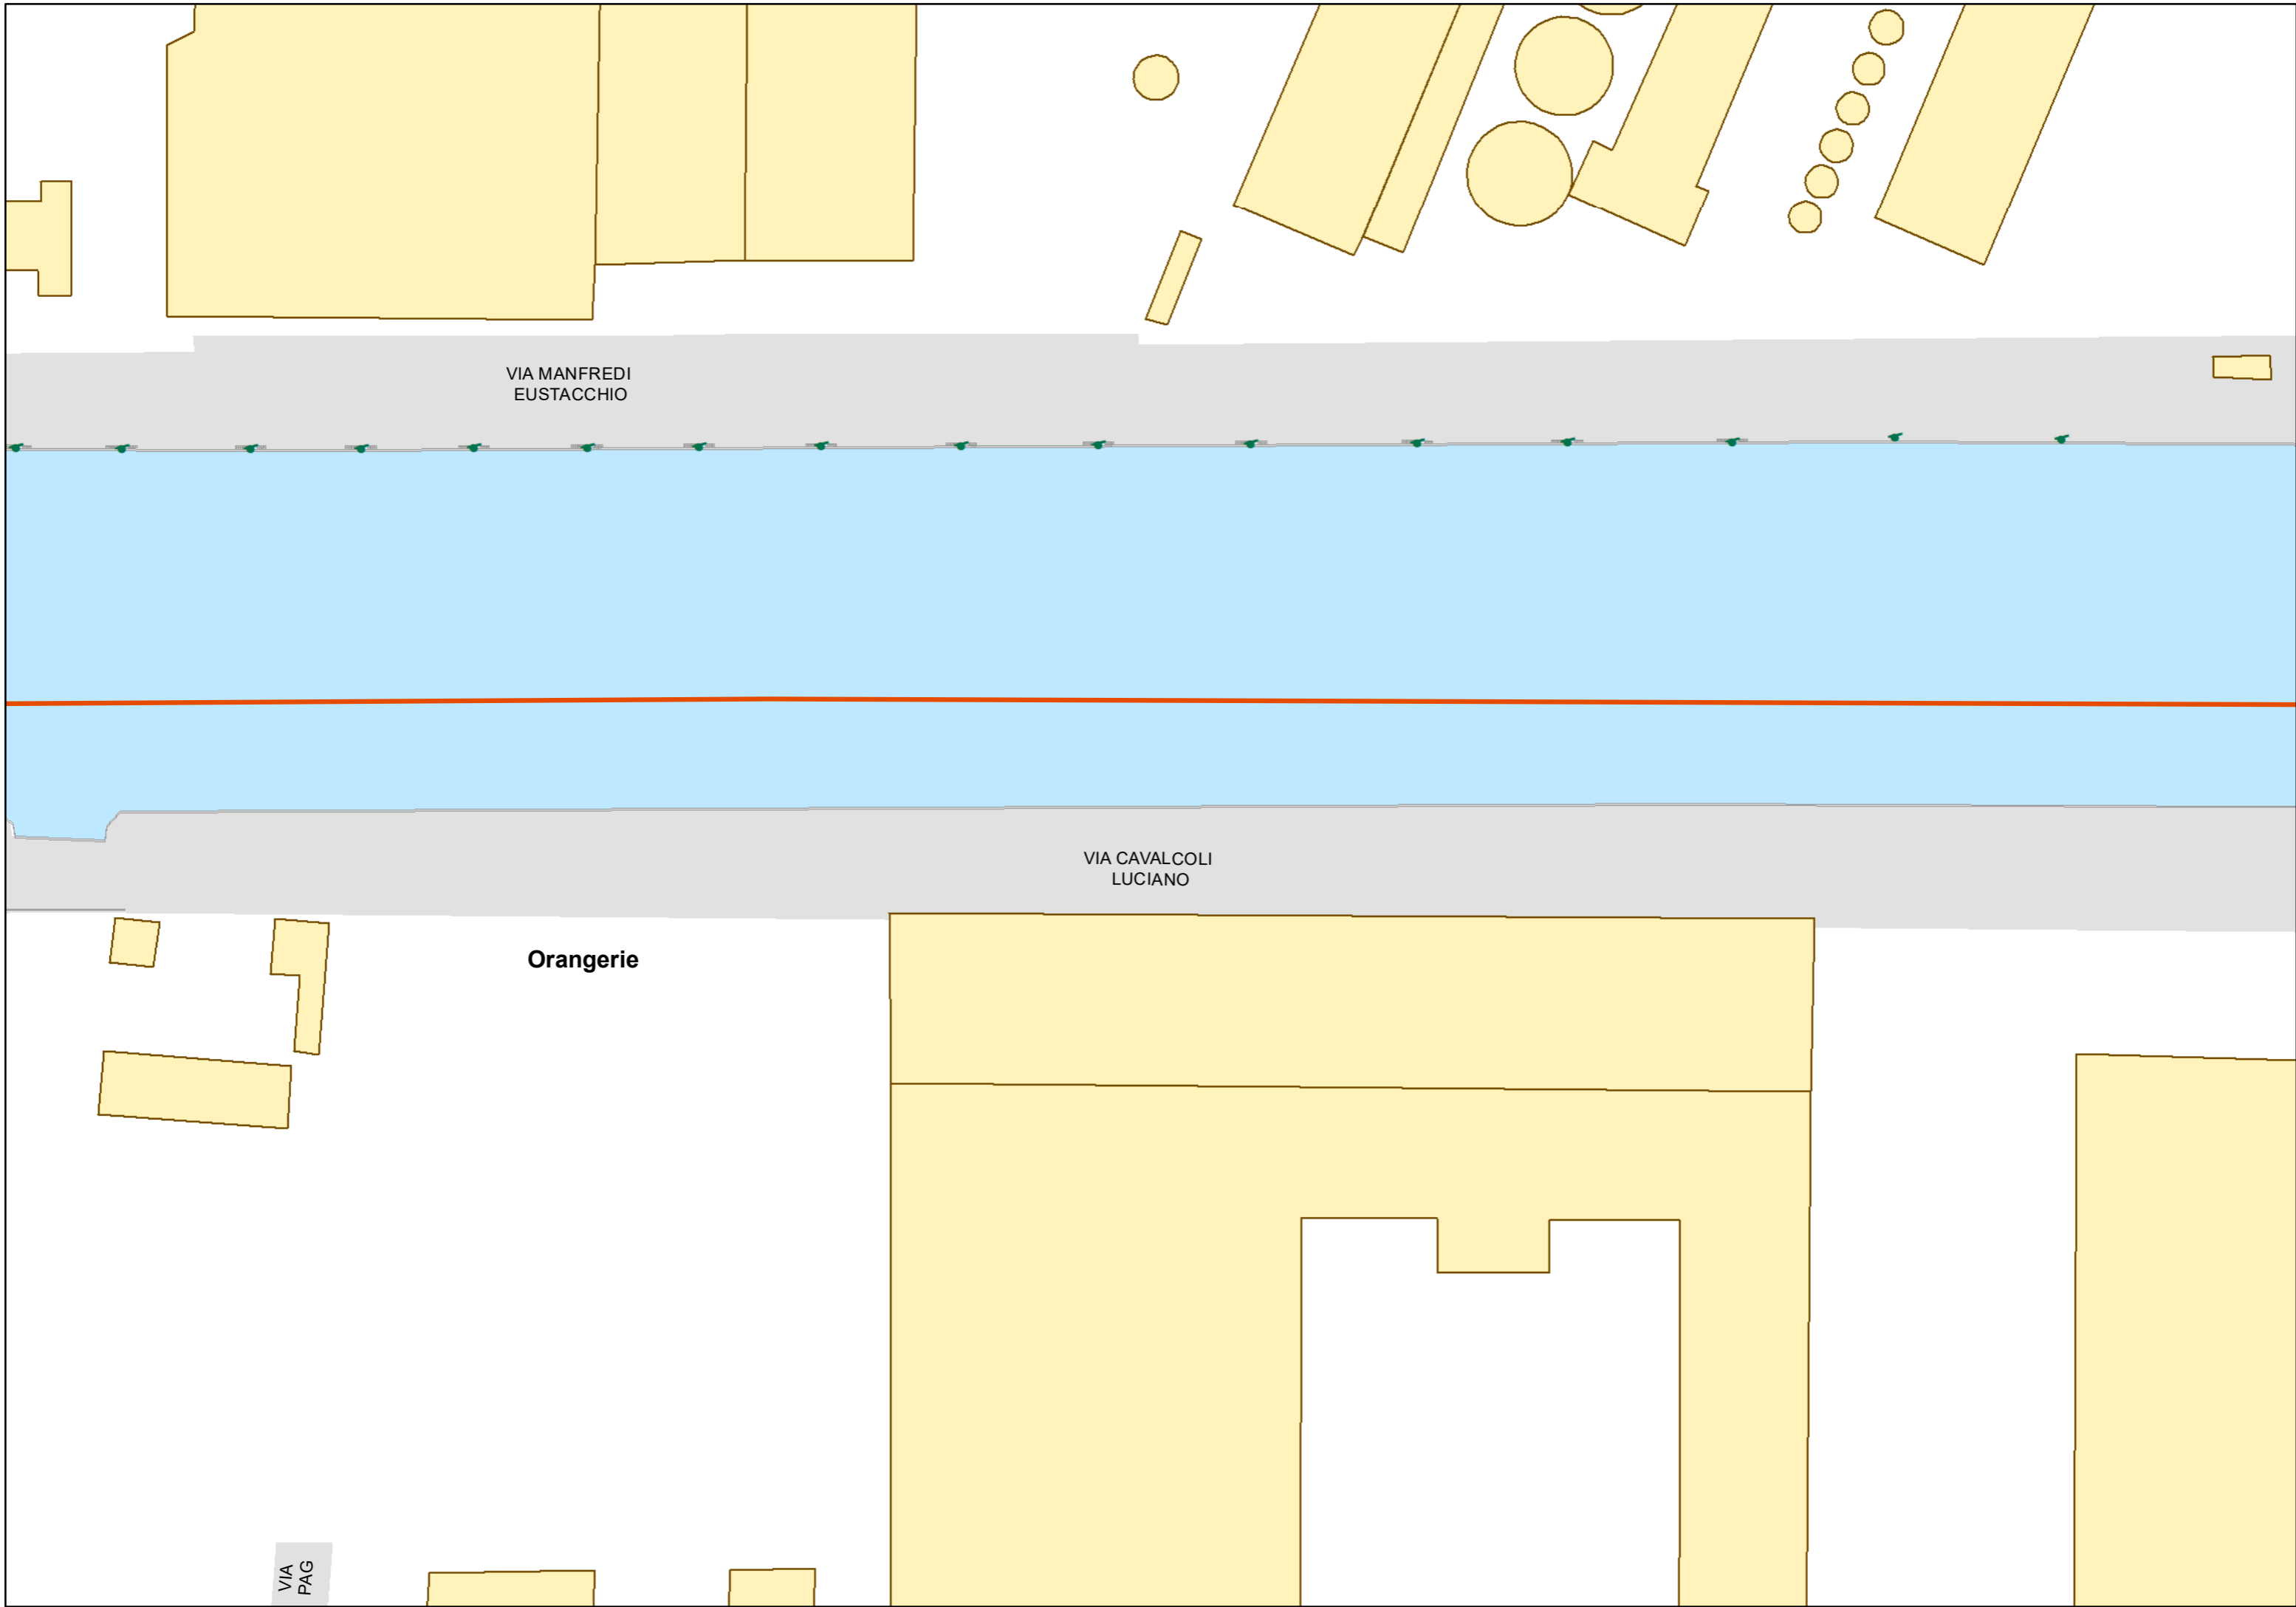 VIA MANFREDI
EUSTACCHIO
VIA CAVALCOLI
LUCIANO
Orangerie
VIA
PAG